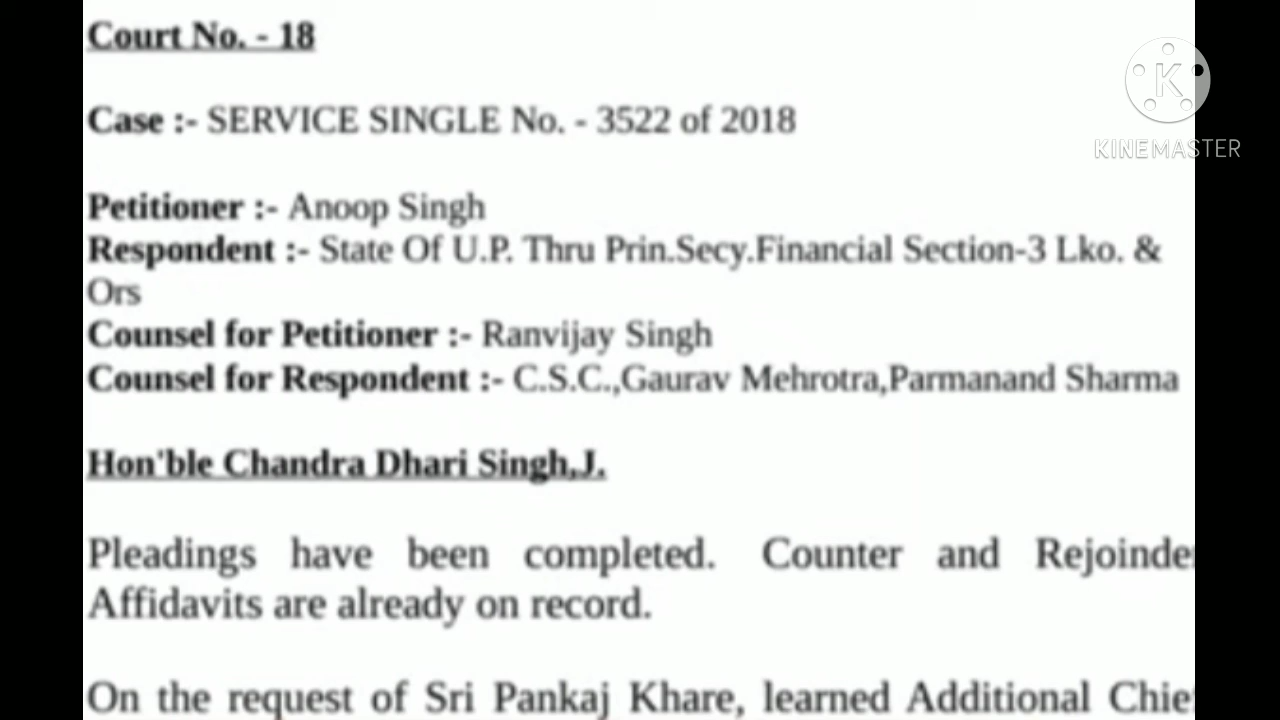 Court No. - 18
Case :- SERVICE SINGLE No. - 3522 of 2018
Petitioner :- Anoop Singh
Respondent :- State Of U.P. Thru Prin.Secy.Financial Section-3 Lko. &
Ors
Counsel for Petitioner :- Ranvijay Singh
Counsel for Respondent :- C.S.C.,Gaurav Mehrotra,Parmanand Sharma
Hon'ble Chandra Dhari Singh,J.
Pleadings have been completed. Counter and Rejoinder
Affidavits are already on record.
On the request of Sri Pankaj Khare, learned Additional Chief
K
KINEMASTER